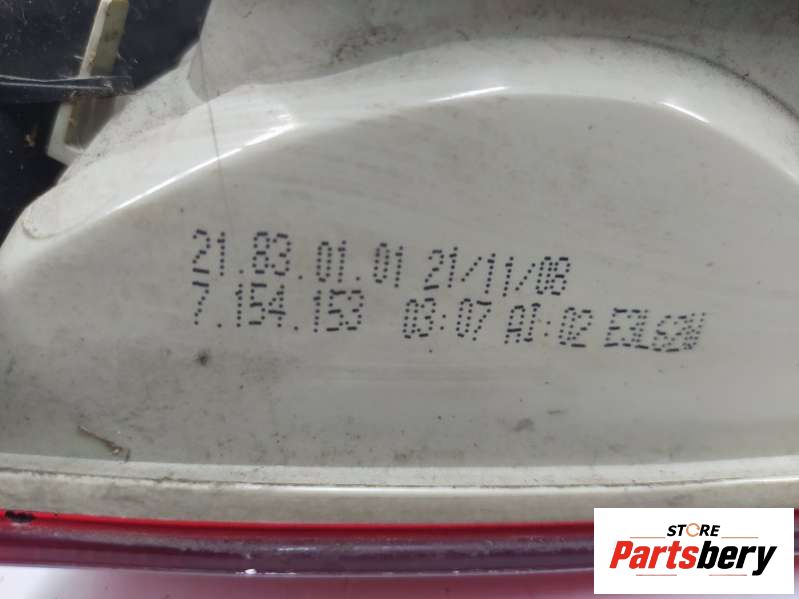 21.83.01.01 21/11/08
7.154.153 03:07 AI:02 E3L62W
STORE
Partsbery